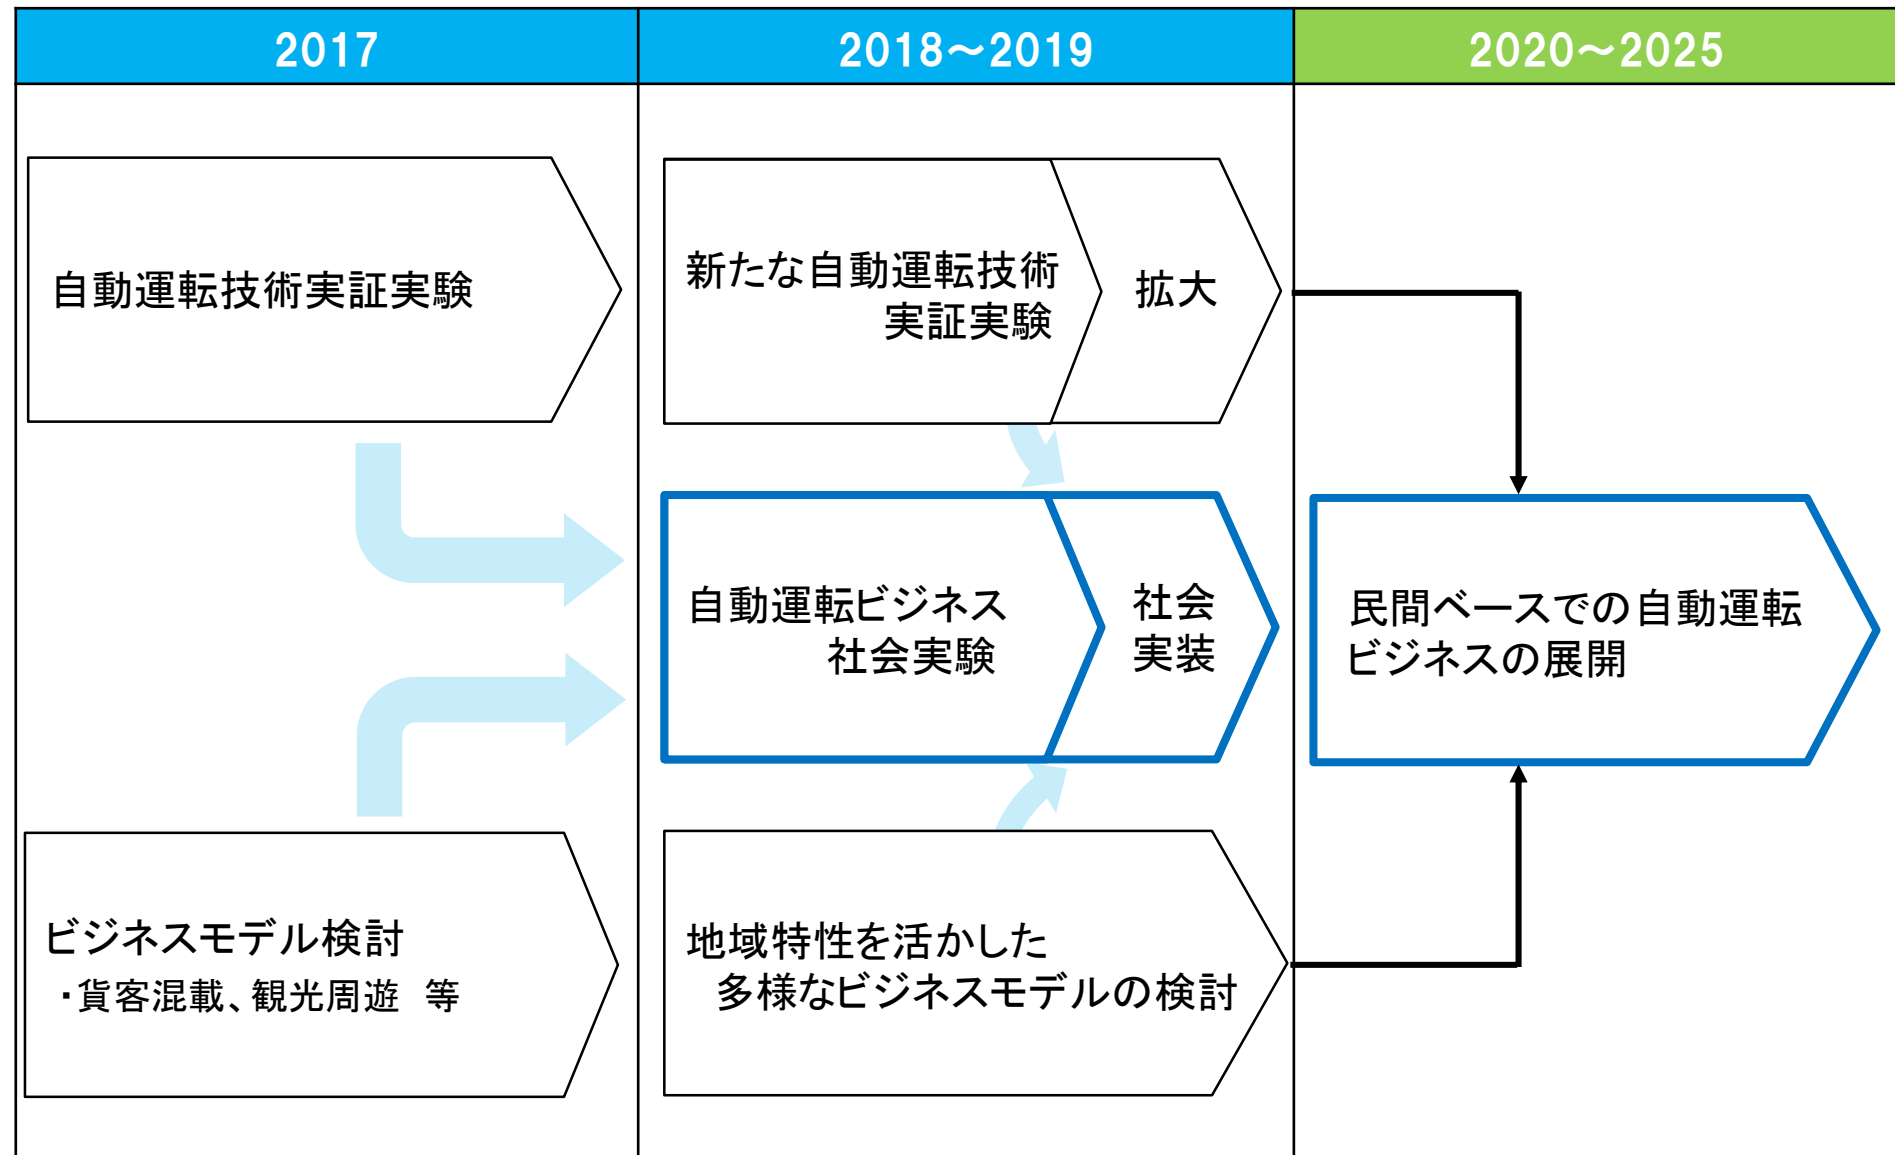 2017
2018～2019
2020～2025
自動運転技術実証実験
新たな自動運転技術
実証実験
拡大
自動運転ビジネス
社会実験
社会
実装
民間ベースでの自動運転
ビジネスの展開
ビジネスモデル検討
・貨客混載、観光周遊　等
地域特性を活かした
多様なビジネスモデルの検討